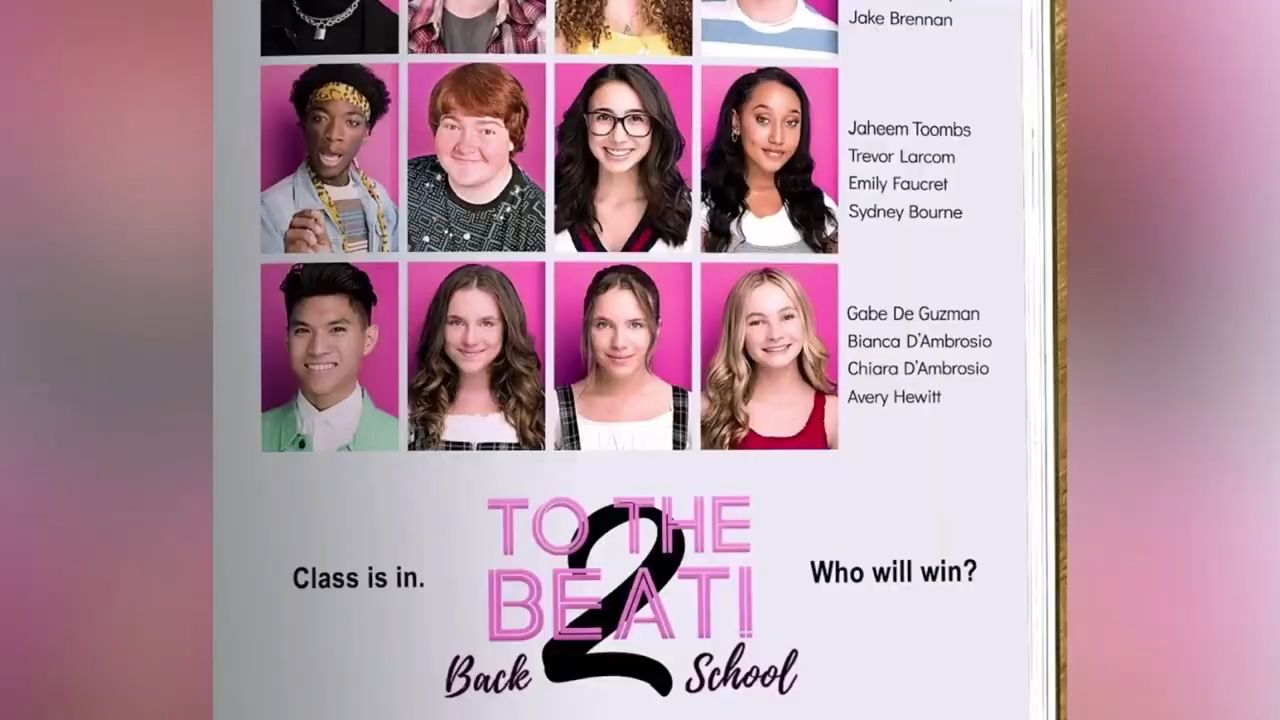 Jake Brennan
Jaheem Toombs
Trevor Larcom
Emily Faucret
Sydney Bourne
Gabe De Guzman
Bianca D'Ambrosio
Chiara D'Ambrosio
Avery Hewitt
TO THE
BEAT!
Class is in.
Who will win?
Back 2 School